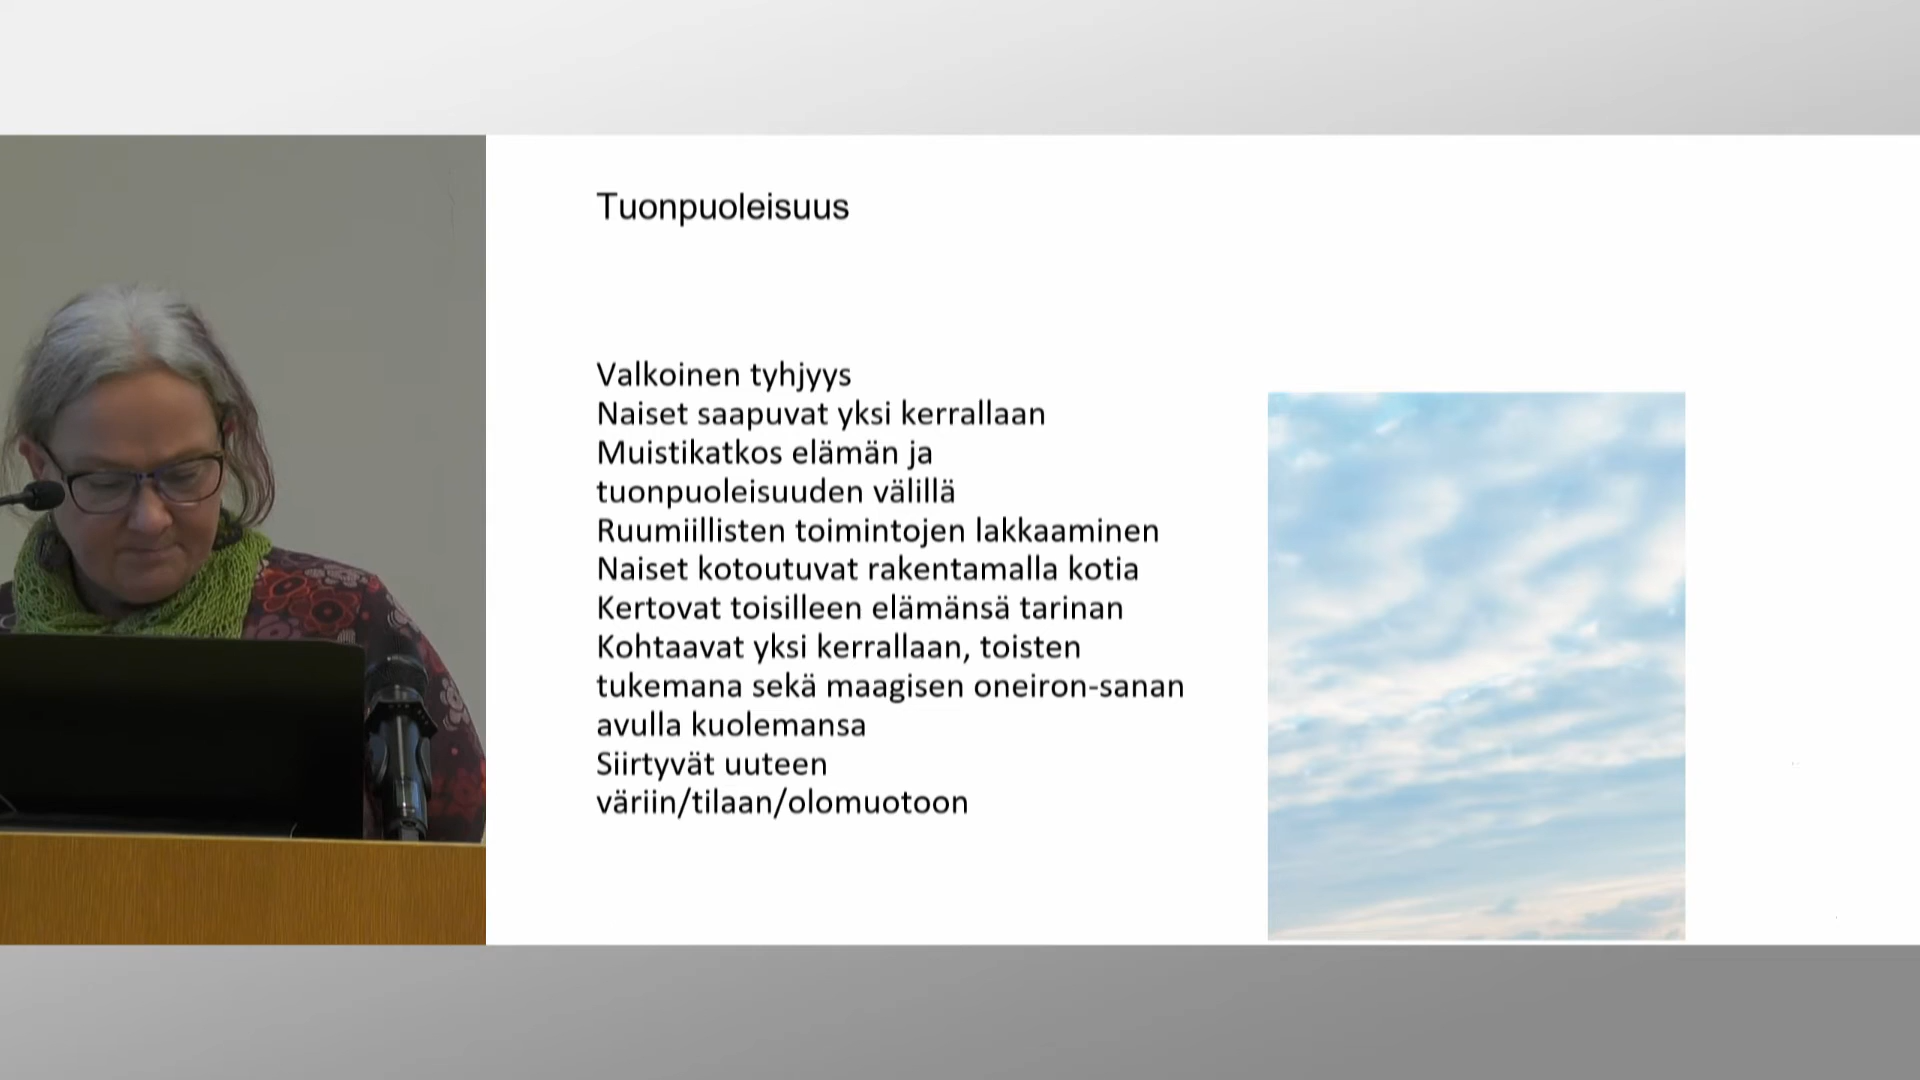 Tuonpuoleisuus
Valkoinen tyhjyys
Naiset saapuvat yksi kerrallaan
Muistikatkos elämän ja
tuonpuoleisuuden välillä
Ruumiillisten toimintojen lakkaaminen
Naiset kotoutuvat rakentamalla kotia
Kertovat toisilleen elämänsä tarinan
Kohtaavat yksi kerrallaan, toisten
tukemana sekä maagisen oneiron-sanan
avulla kuolemansa
Siirtyvät uuteen
väriin/tilaan/olomuotoon